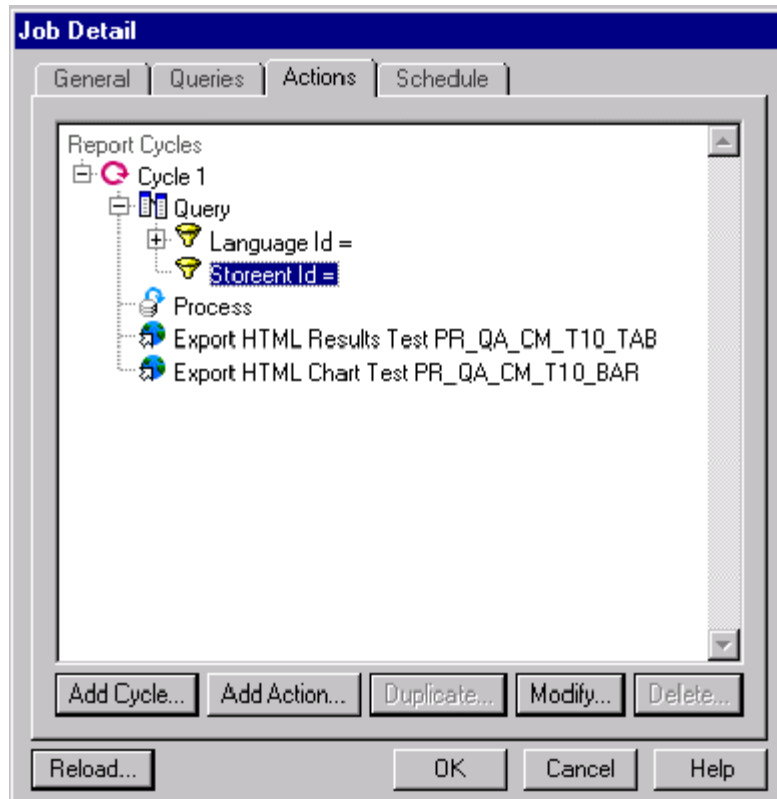 Job Detail
General Queries Actions Schedule
Report Cycles
Cycle 1
Query
Language Id =
Storeent Id =
Process
Export HTML Results Test PR_QA_CM_T10_TAB
Export HTML Chart Test PR_QA_CM_T10_BAR
Add Cycle... Add Action... Duplicate... Modify... Delete...
Reload... OK Cancel Help